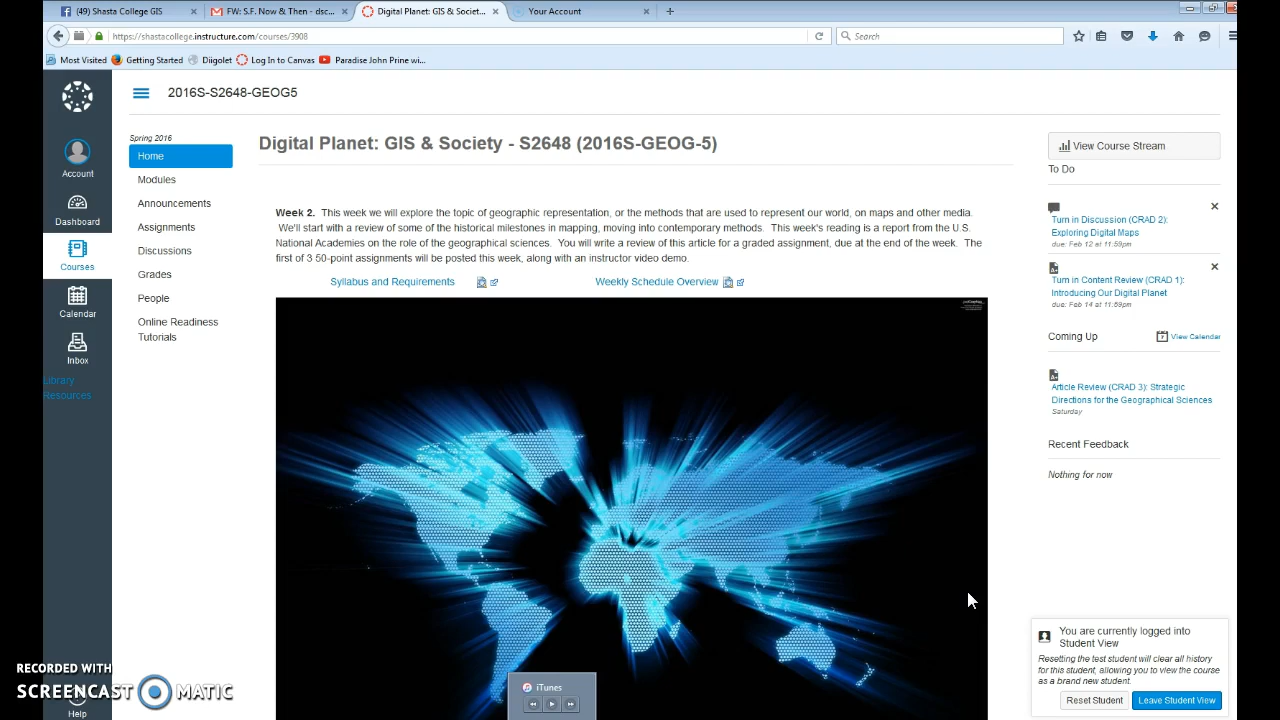 (49) Shasta College GIS
FW: S.F. Now & Then - dsc...
Digital Planet: GIS & Societ...
Your Account
https://shastacollege.instructure.com/courses/3908
Search
Most Visited
Getting Started
Diigolet
Log In to Canvas
Paradise John Prine wi...
2016S-S2648-GEOG5
Account
Dashboard
Courses
Calendar
Inbox
Library
Resources
Help
Spring 2016
Home
Modules
Announcements
Assignments
Discussions
Grades
People
Online Readiness
Tutorials
Digital Planet: GIS & Society - S2648 (2016S-GEOG-5)
Week 2. This week we will explore the topic of geographic representation, or the methods that are used to represent our world, on maps and other media.
We'll start with a review of some of the historical milestones in mapping, moving into contemporary methods. This week's reading is a report from the U.S.
National Academies on the role of the geographical sciences. You will write a review of this article for a graded assignment, due at the end of the week. The
first of 3 50-point assignments will be posted this week, along with an instructor video demo.
Syllabus and Requirements
Weekly Schedule Overview
View Course Stream
To Do
Turn in Discussion (CRAD 2):
Exploring Digital Maps
due: Feb 12 at 11:59pm
Turn in Content Review (CRAD 1):
Introducing Our Digital Planet
due: Feb 14 at 11:59pm
Coming Up
View Calendar
Article Review (CRAD 3): Strategic
Directions for the Geographical Sciences
Saturday
Recent Feedback
Nothing for now
You are currently logged into
Student View
Resetting the test student will clear all history
for this student, allowing you to view the course
as a brand new student.
Reset Student
Leave Student View
iTunes
RECORDED WITH
SCREENCAST MATIC